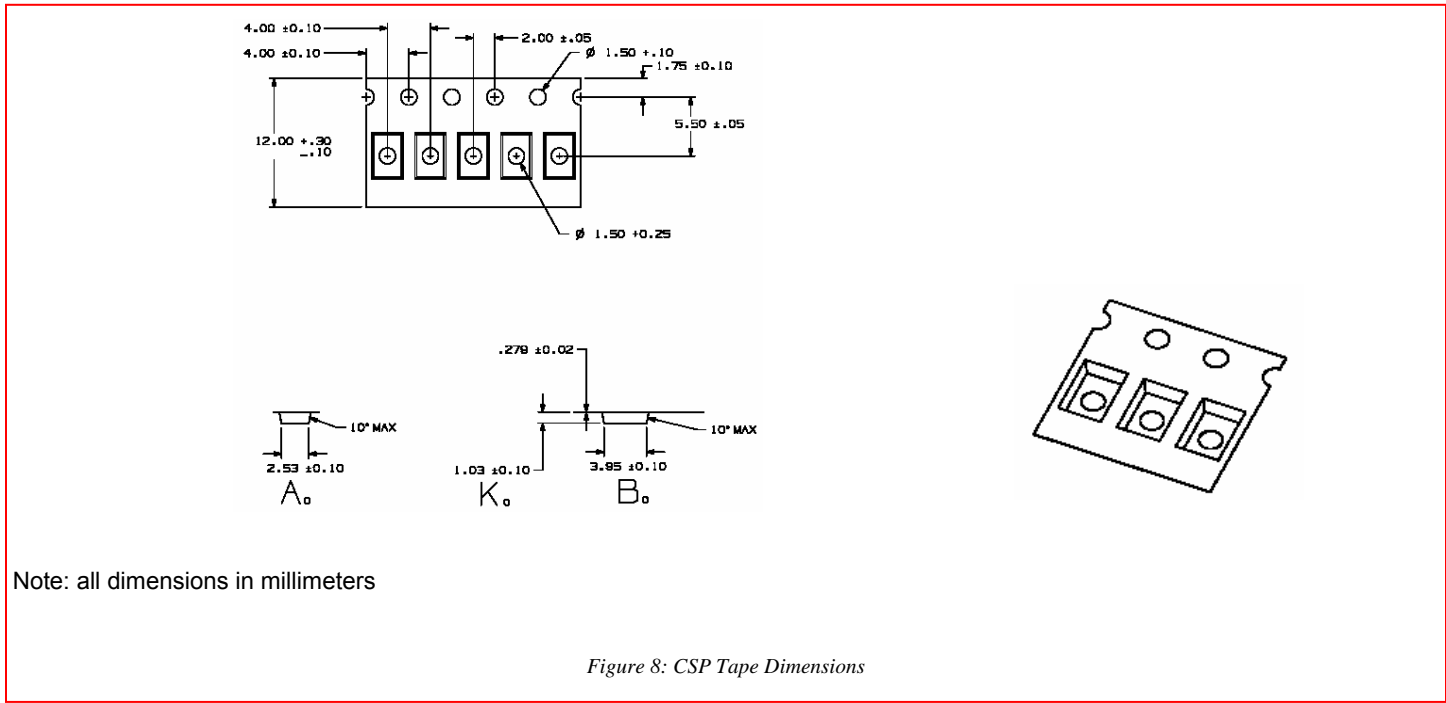 4.00 ±0.10
4.00 ±0.10
2.00 ±.05
ø 1.50 +.10
1.75 ±0.10
5.50 ±.05
12.00 +.30
-.10
ø 1.50 +0.25
.279 ±0.02
10° MAX
2.53 ±0.10
1.03 ±0.10
10° MAX
3.95 ±0.10
A₀
K₀
B₀
Note: all dimensions in millimeters
Figure 8: CSP Tape Dimensions